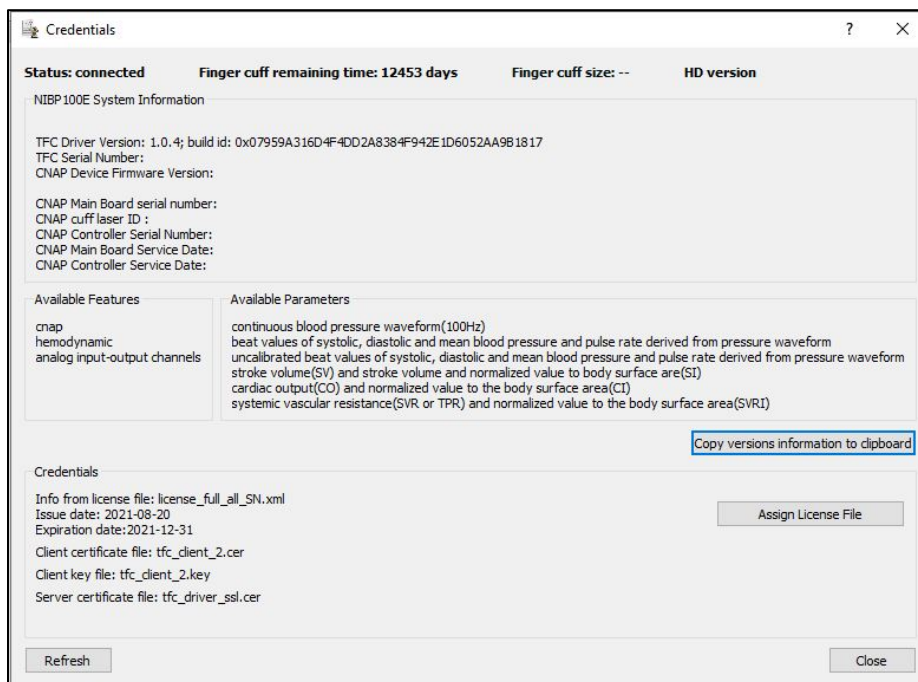 Credentials
? X
Status: connected Finger cuff remaining time: 12453 days Finger cuff size: -- HD version
NIBP100E System Information
TFC Driver Version: 1.0.4; build id: 0x07959A316D4F4DD2A8384F942E1D6052AA9B1817
TFC Serial Number:
CNAP Device Firmware Version:
CNAP Main Board serial number:
CNAP cuff laser ID :
CNAP Controller Serial Number:
CNAP Main Board Service Date:
CNAP Controller Service Date:
Available Features
cnap
hemodynamic
analog input-output channels
Available Parameters
continuous blood pressure waveform(100Hz)
beat values of systolic, diastolic and mean blood pressure and pulse rate derived from pressure waveform
uncalibrated beat values of systolic, diastolic and mean blood pressure and pulse rate derived from pressure waveform
stroke volume(SV) and stroke volume and normalized value to body surface are(SI)
cardiac output(CO) and normalized value to the body surface area(CI)
systemic vascular resistance(SVR or TPR) and normalized value to the body surface area(SVRI)
Copy versions information to clipboard
Credentials
Info from license file: license_full_all_SN.xml
Issue date: 2021-08-20
Expiration date:2021-12-31
Client certificate file: tfc_client_2.cer
Client key file: tfc_client_2.key
Server certificate file: tfc_driver_ssl.cer
Assign License File
Refresh
Close